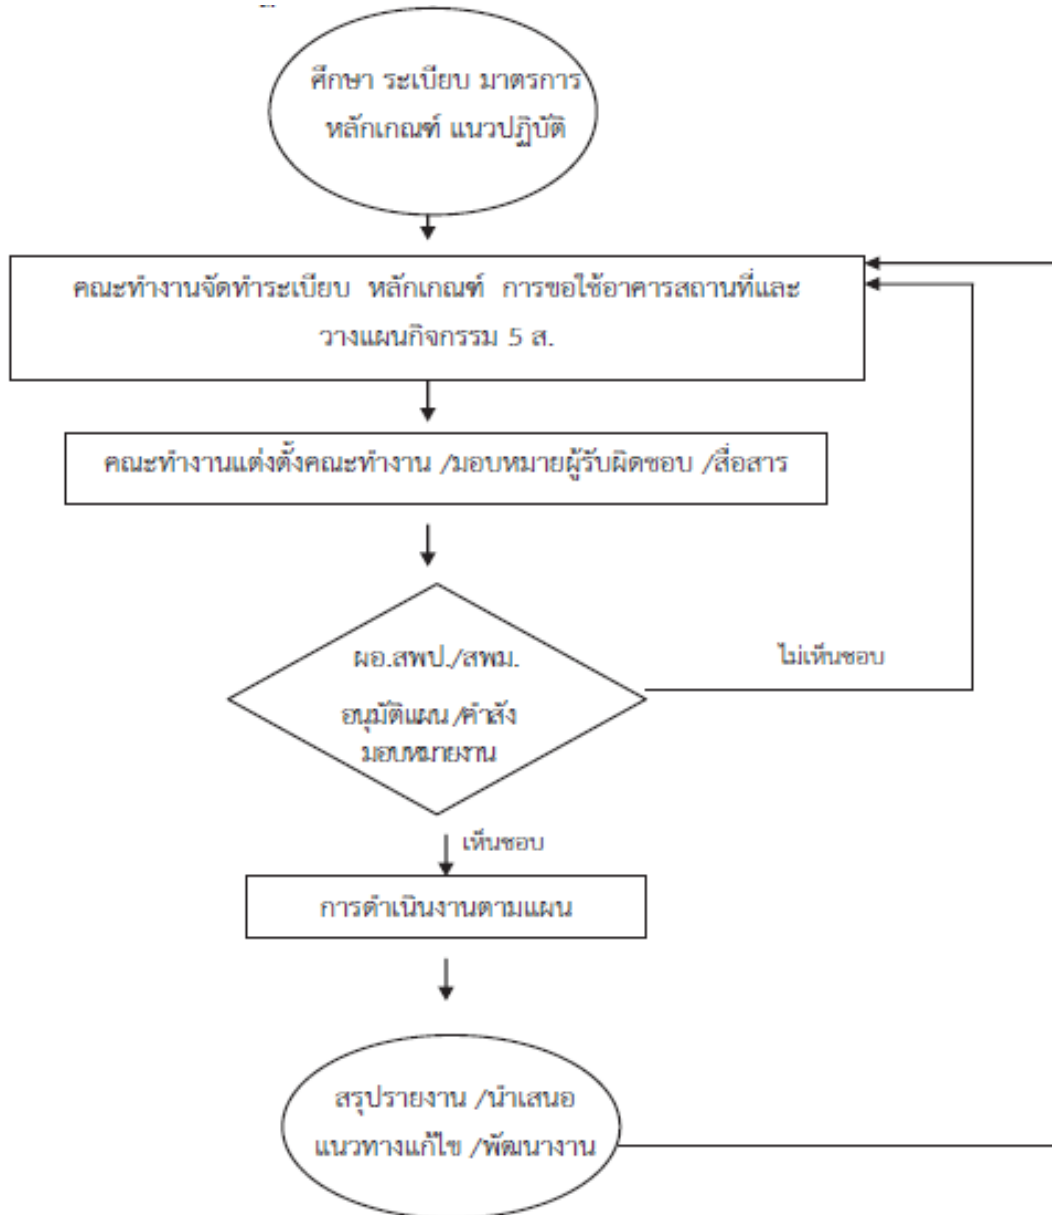 ศึกษา ระเบียบ มาตรการ
หลักเกณฑ์ แนวปฏิบัติ
คณะทำงานจัดทำระเบียบ หลักเกณฑ์ การขอใช้อาคารสถานที่และ
วางแผนกิจกรรม 5 ส.
คณะทำงานแต่งตั้งคณะทำงาน /มอบหมายผู้รับผิดชอบ /สื่อสาร
ผอ.สพป./สพม.
อนุมัติแผน /คำสั่ง
มอบหมายงาน
ไม่เห็นชอบ
เห็นชอบ
การดำเนินงานตามแผน
สรุปรายงาน /นำเสนอ
แนวทางแก้ไข /พัฒนางาน